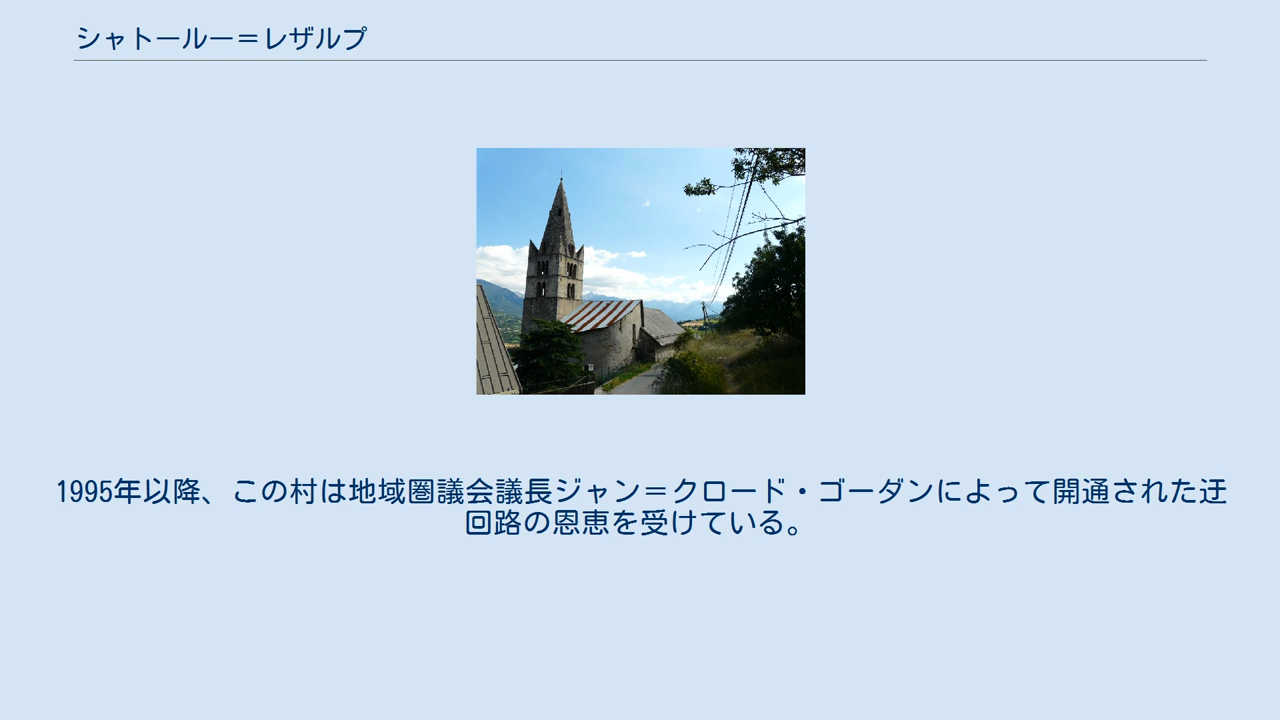 シャトールー＝レザルプ
1995年以降、この村は地域圏議会議長ジャン＝クロード・ゴーダンによって開通された迂
回路の恩恵を受けている。